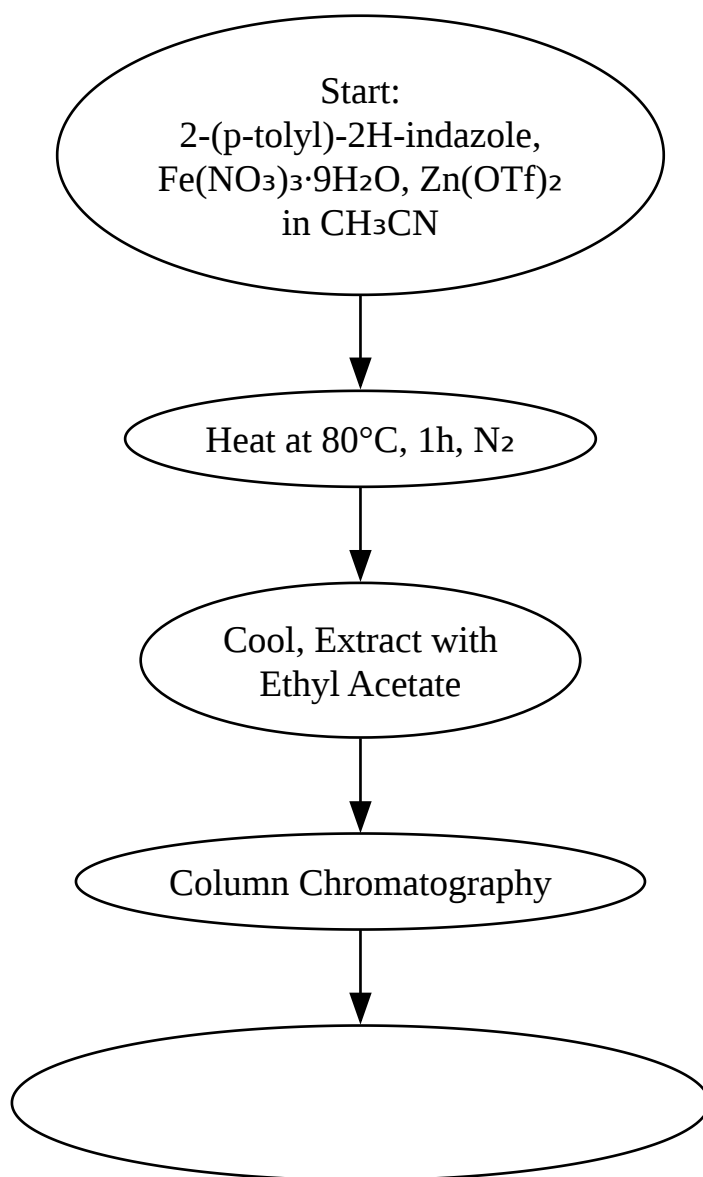 Start:
2-(p-tolyl)-2H-indazole,
Fe(NO₃)₃·9H₂O, Zn(OTf)₂
in CH₃CN
Heat at 80°C, 1h, N₂
Cool, Extract with
Ethyl Acetate
Column Chromatography